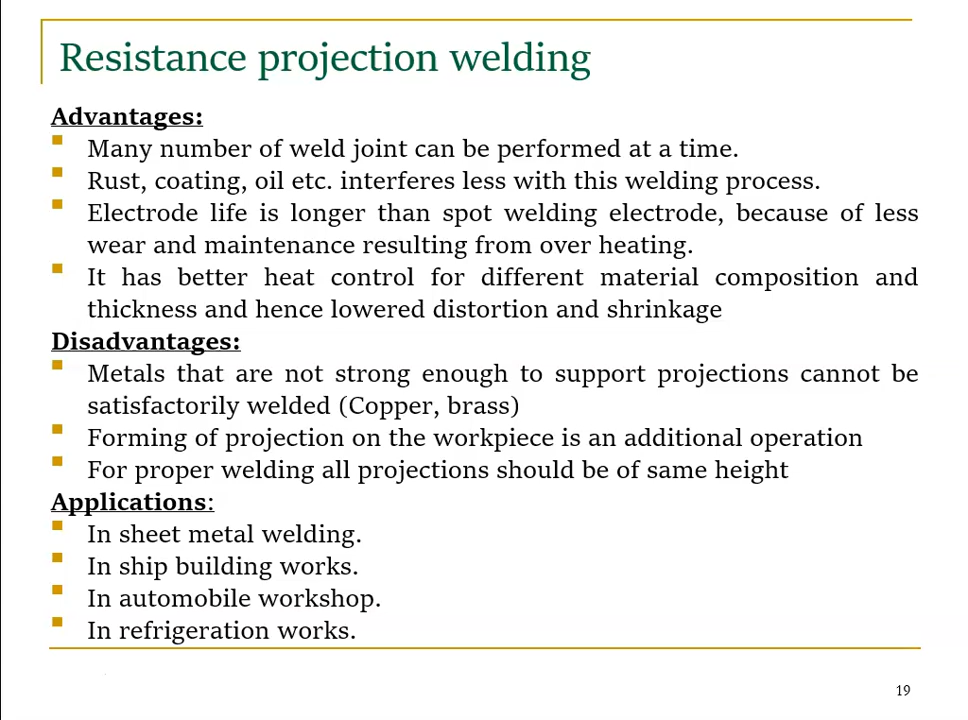 Resistance projection welding
Advantages:
Many number of weld joint can be performed at a time.
Rust, coating, oil etc. interferes less with this welding process.
Electrode life is longer than spot welding electrode, because of less
wear and maintenance resulting from over heating.
It has better heat control for different material composition and
thickness and hence lowered distortion and shrinkage
Disadvantages:
Metals that are not strong enough to support projections cannot be
satisfactorily welded (Copper, brass)
Forming of projection on the workpiece is an additional operation
For proper welding all projections should be of same height
Applications:
In sheet metal welding.
In ship building works.
In automobile workshop.
In refrigeration works.
19